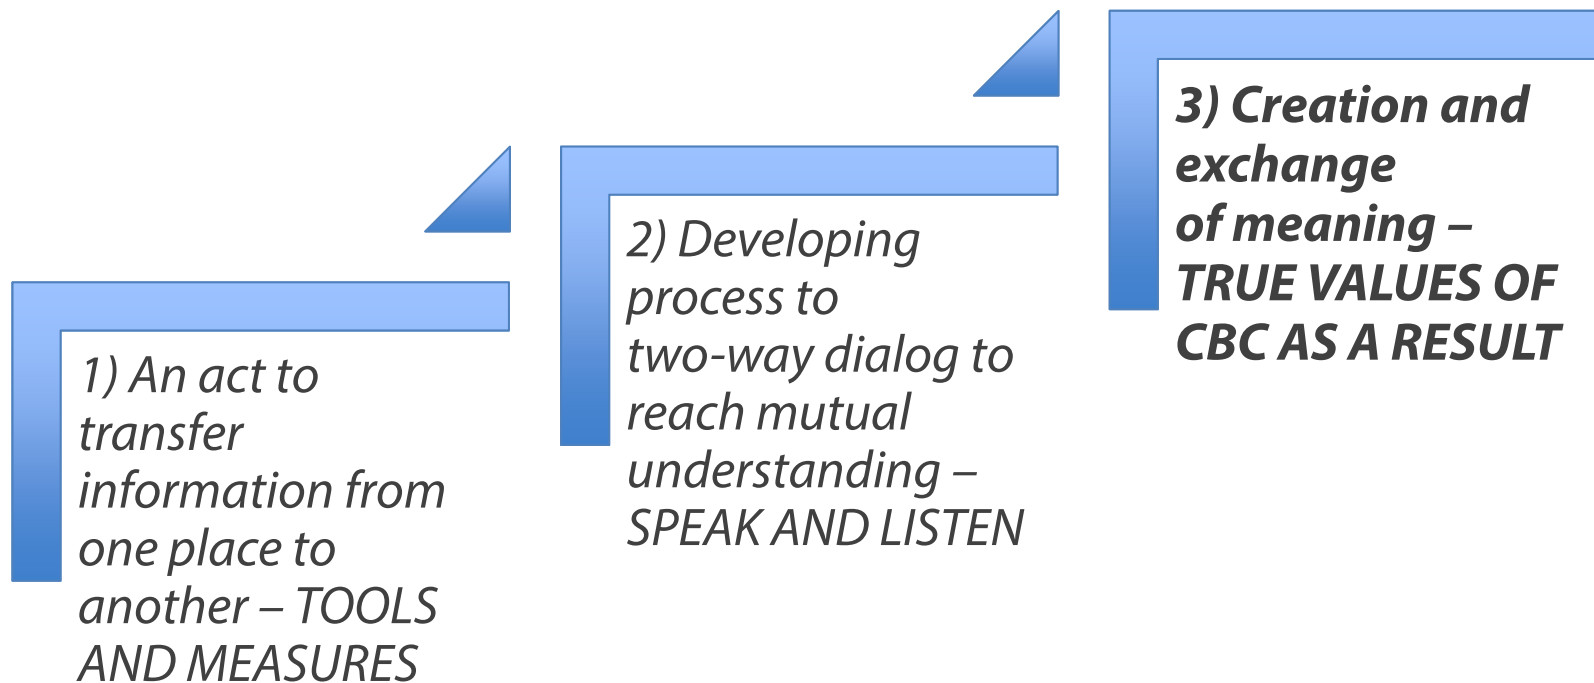 1) An act to
transfer
information from
one place to
another – TOOLS
AND MEASURES
2) Developing
process to
two-way dialog to
reach mutual
understanding –
SPEAK AND LISTEN
3) Creation and
exchange
of meaning –
TRUE VALUES OF
CBC AS A RESULT